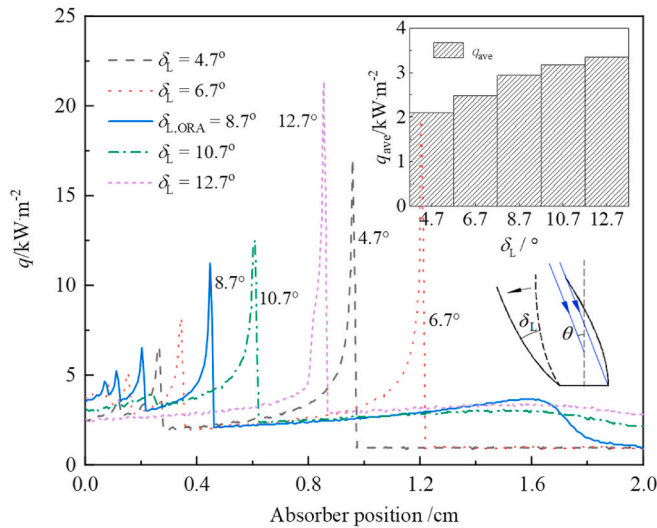 25
20
15
10
5
0
q/kW·m⁻²
0.0 0.4 0.8 1.2 1.6 2.0
Absorber position /cm
δL = 4.7°
δL = 6.7°
δL,ORA = 8.7°
δL = 10.7°
δL = 12.7°
12.7°
4.7°
8.7°
10.7°
6.7°
4
3
2
1
0
qave/kW·m⁻²
qave
4.7 6.7 8.7 10.7 12.7
δL / °
δL
θ